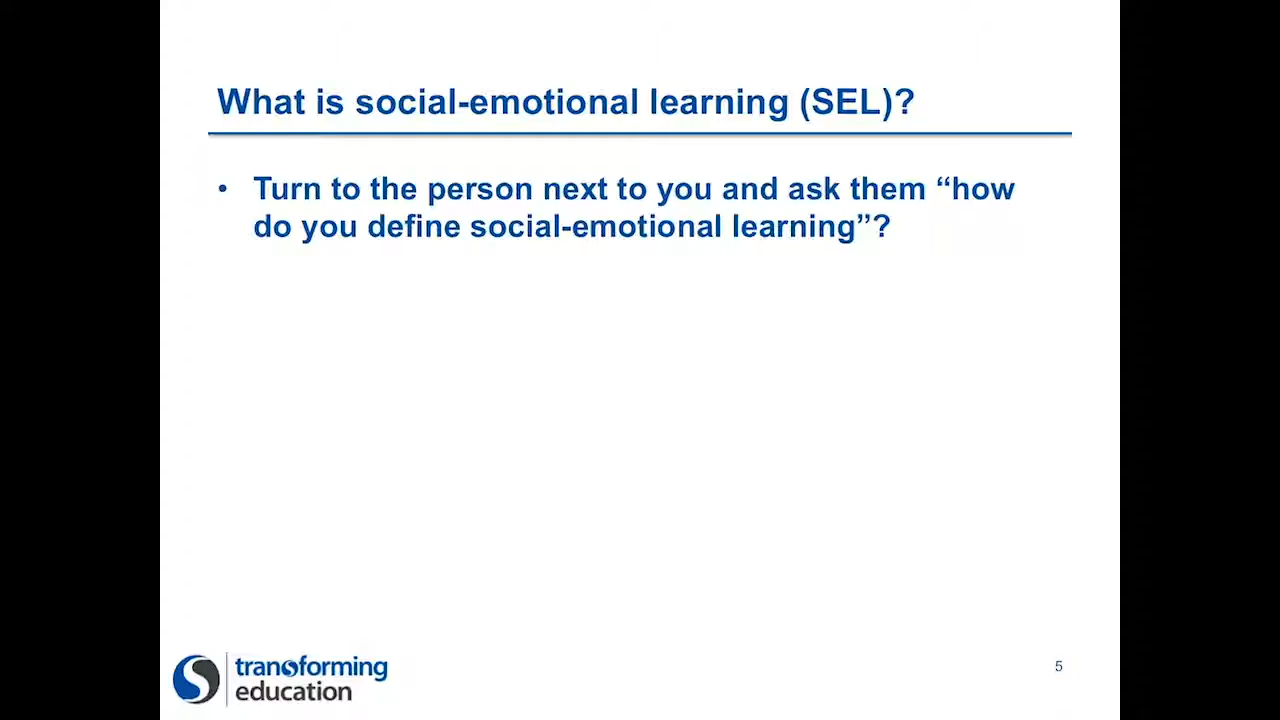 What is social-emotional learning (SEL)?
• Turn to the person next to you and ask them “how
do you define social-emotional learning”?
transforming
education
5